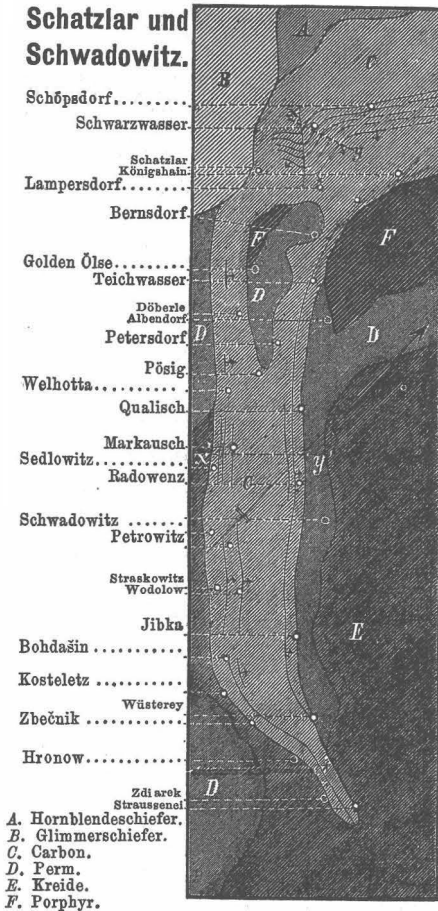 Schatzlar und
Schwadowitz.
Schöpsdorf
Schwarzwasser
Schatzlar
Königshain
Lampersdorf
Bernsdorf
Golden Ölse
Teichwasser
Döberle
Albendorf
Petersdorf
Pösig
Welhotta
Qualisch
Markausch
Sedlowitz
Radowenz
Schwadowitz
Petrowitz
Straskowitz
Wodolow
Jibka
Bohdašin
Kosteletz
Wüsterey
Zbečnik
Hronow
Zdiarek
Straussenei
A. Hornblendeschiefer.
B. Glimmerschiefer.
C. Carbon.
D. Perm.
E. Kreide.
F. Porphyr.
A
B
C
x
y
F
F
D
D
D
x
y
C
E
D